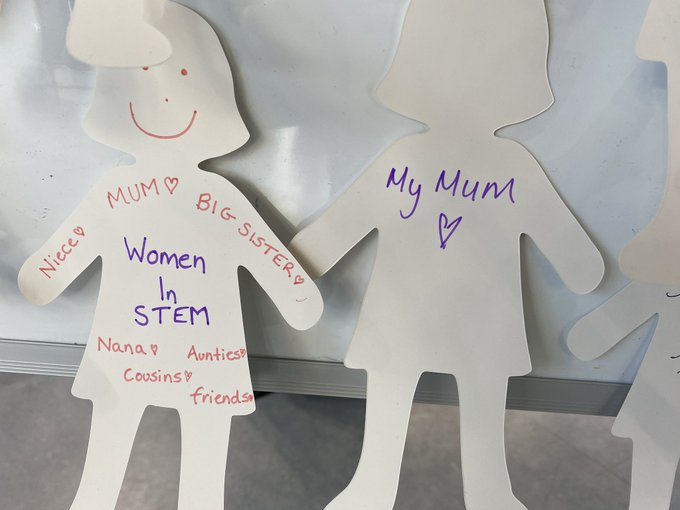 MUM♡
BIG SISTER♡
Niece♡
Women
In
STEM
Nana♡
Aunties♡
Cousins♡
friends♡
My Mum
♡